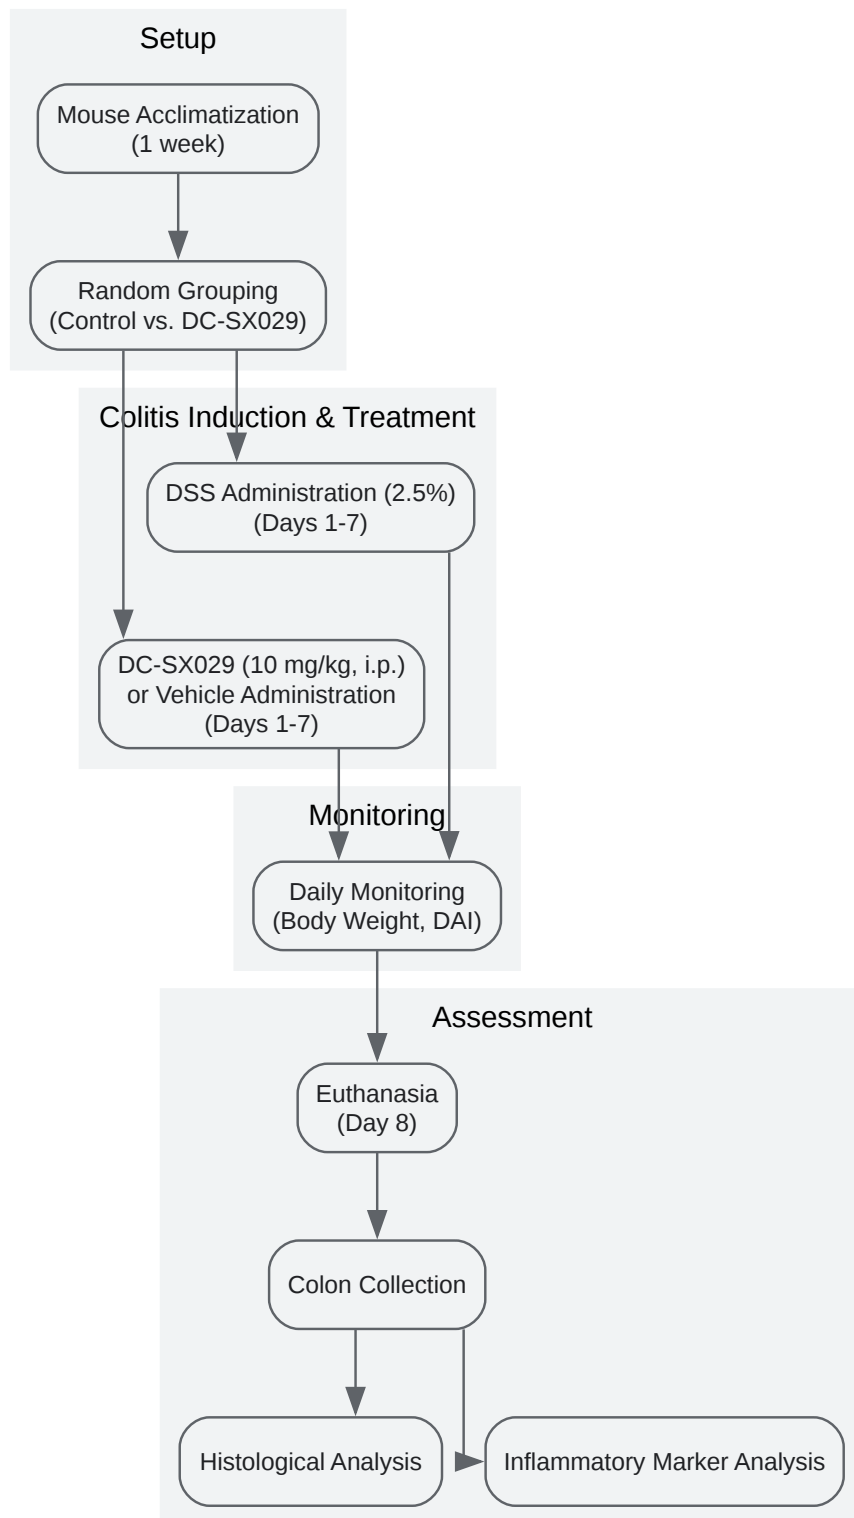 Setup
Mouse Acclimatization
(1 week)
Random Grouping
(Control vs. DC-SX029)
Colitis Induction & Treatment
DSS Administration (2.5%)
(Days 1-7)
DC-SX029 (10 mg/kg, i.p.)
or Vehicle Administration
(Days 1-7)
Monitoring
Daily Monitoring
(Body Weight, DAI)
Assessment
Euthanasia
(Day 8)
Colon Collection
Histological Analysis
Inflammatory Marker Analysis